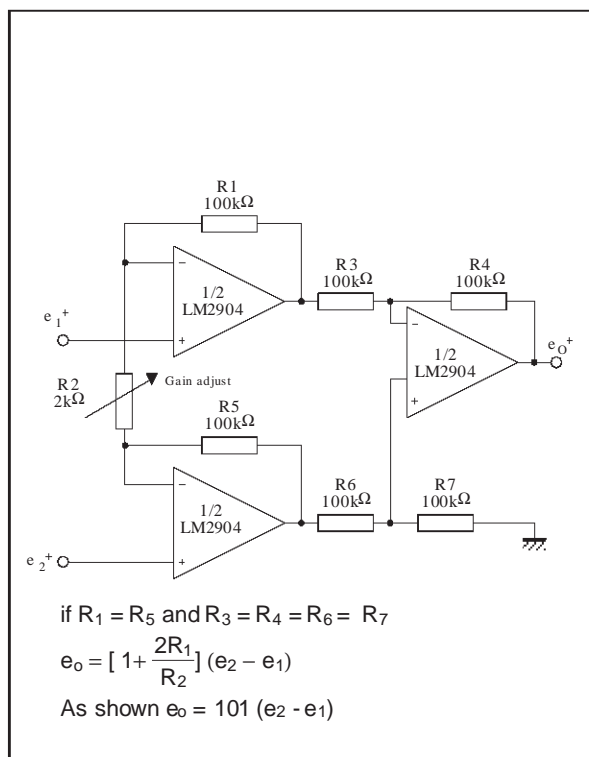 R1
100kΩ
1/2
LM2904
R3
100kΩ
R4
100kΩ
e1+
1/2
LM2904
eO+
R2
2kΩ
Gain adjust
R5
100kΩ
1/2
LM2904
R6
100kΩ
R7
100kΩ
e2+
if R1 = R5 and R3 = R4 = R6 = R7
eo = [ 1+ 2R1/R2 ] (e2 – e1)
As shown eo = 101 (e2 - e1)